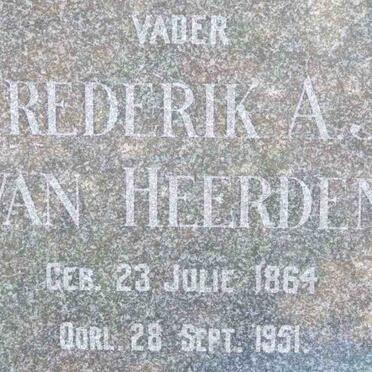 VADER
REDERIK A.J
VAN HEERDEN
GEB. 23 JULIE 1864
OORL. 28 SEPT. 1951.